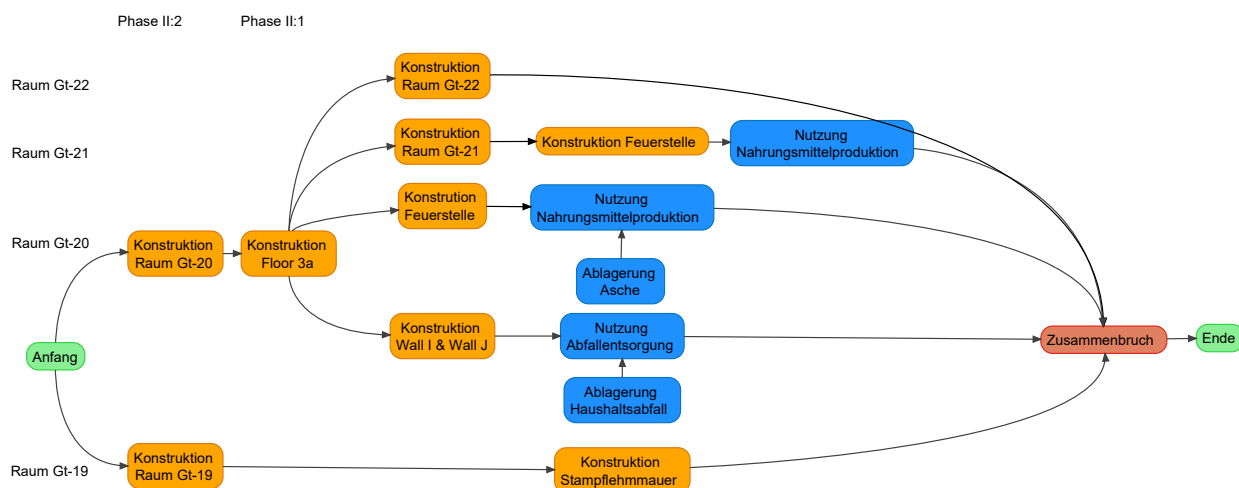 Phase II:2
Phase II:1
Raum Gt-22
Konstruktion
Raum Gt-22
Raum Gt-21
Konstruktion
Raum Gt-21
Konstruktion Feuerstelle
Nutzung
Nahrungsmittelproduktion
Konstrution
Feuerstelle
Nutzung
Nahrungsmittelproduktion
Raum Gt-20
Konstruktion
Raum Gt-20
Konstruktion
Floor 3a
Ablagerung
Asche
Konstruktion
Wall I & Wall J
Nutzung
Abfallentsorgung
Anfang
Zusammenbruch
Ende
Ablagerung
Haushaltsabfall
Raum Gt-19
Konstruktion
Raum Gt-19
Konstruktion
Stampflehmmauer